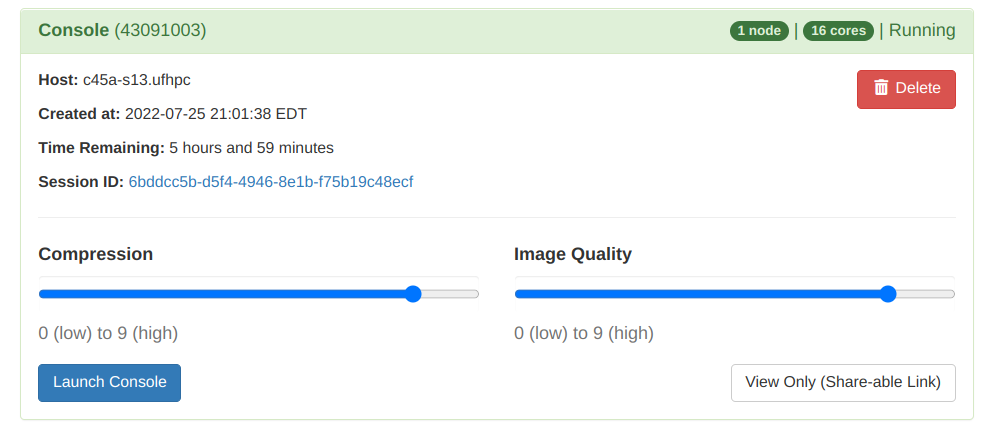 Console (43091003) 1 node | 16 cores | Running
Host: c45a-s13.ufhpc
Delete
Created at: 2022-07-25 21:01:38 EDT
Time Remaining: 5 hours and 59 minutes
Session ID: 6bddcc5b-d5f4-4946-8e1b-f75b19c48ecf
Compression
Image Quality
0 (low) to 9 (high)
0 (low) to 9 (high)
Launch Console
View Only (Share-able Link)